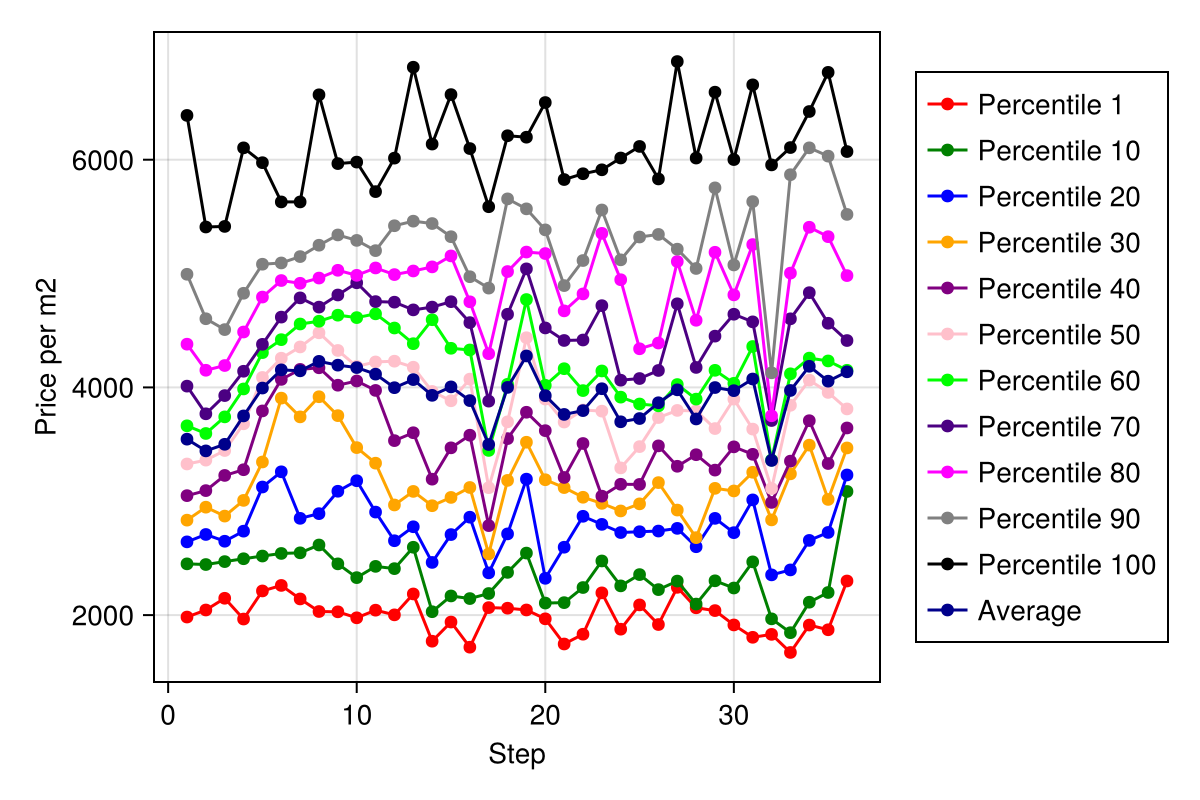 Price per m2
6000
4000
2000
0
10
20
30
Step
Percentile 1
Percentile 10
Percentile 20
Percentile 30
Percentile 40
Percentile 50
Percentile 60
Percentile 70
Percentile 80
Percentile 90
Percentile 100
Average